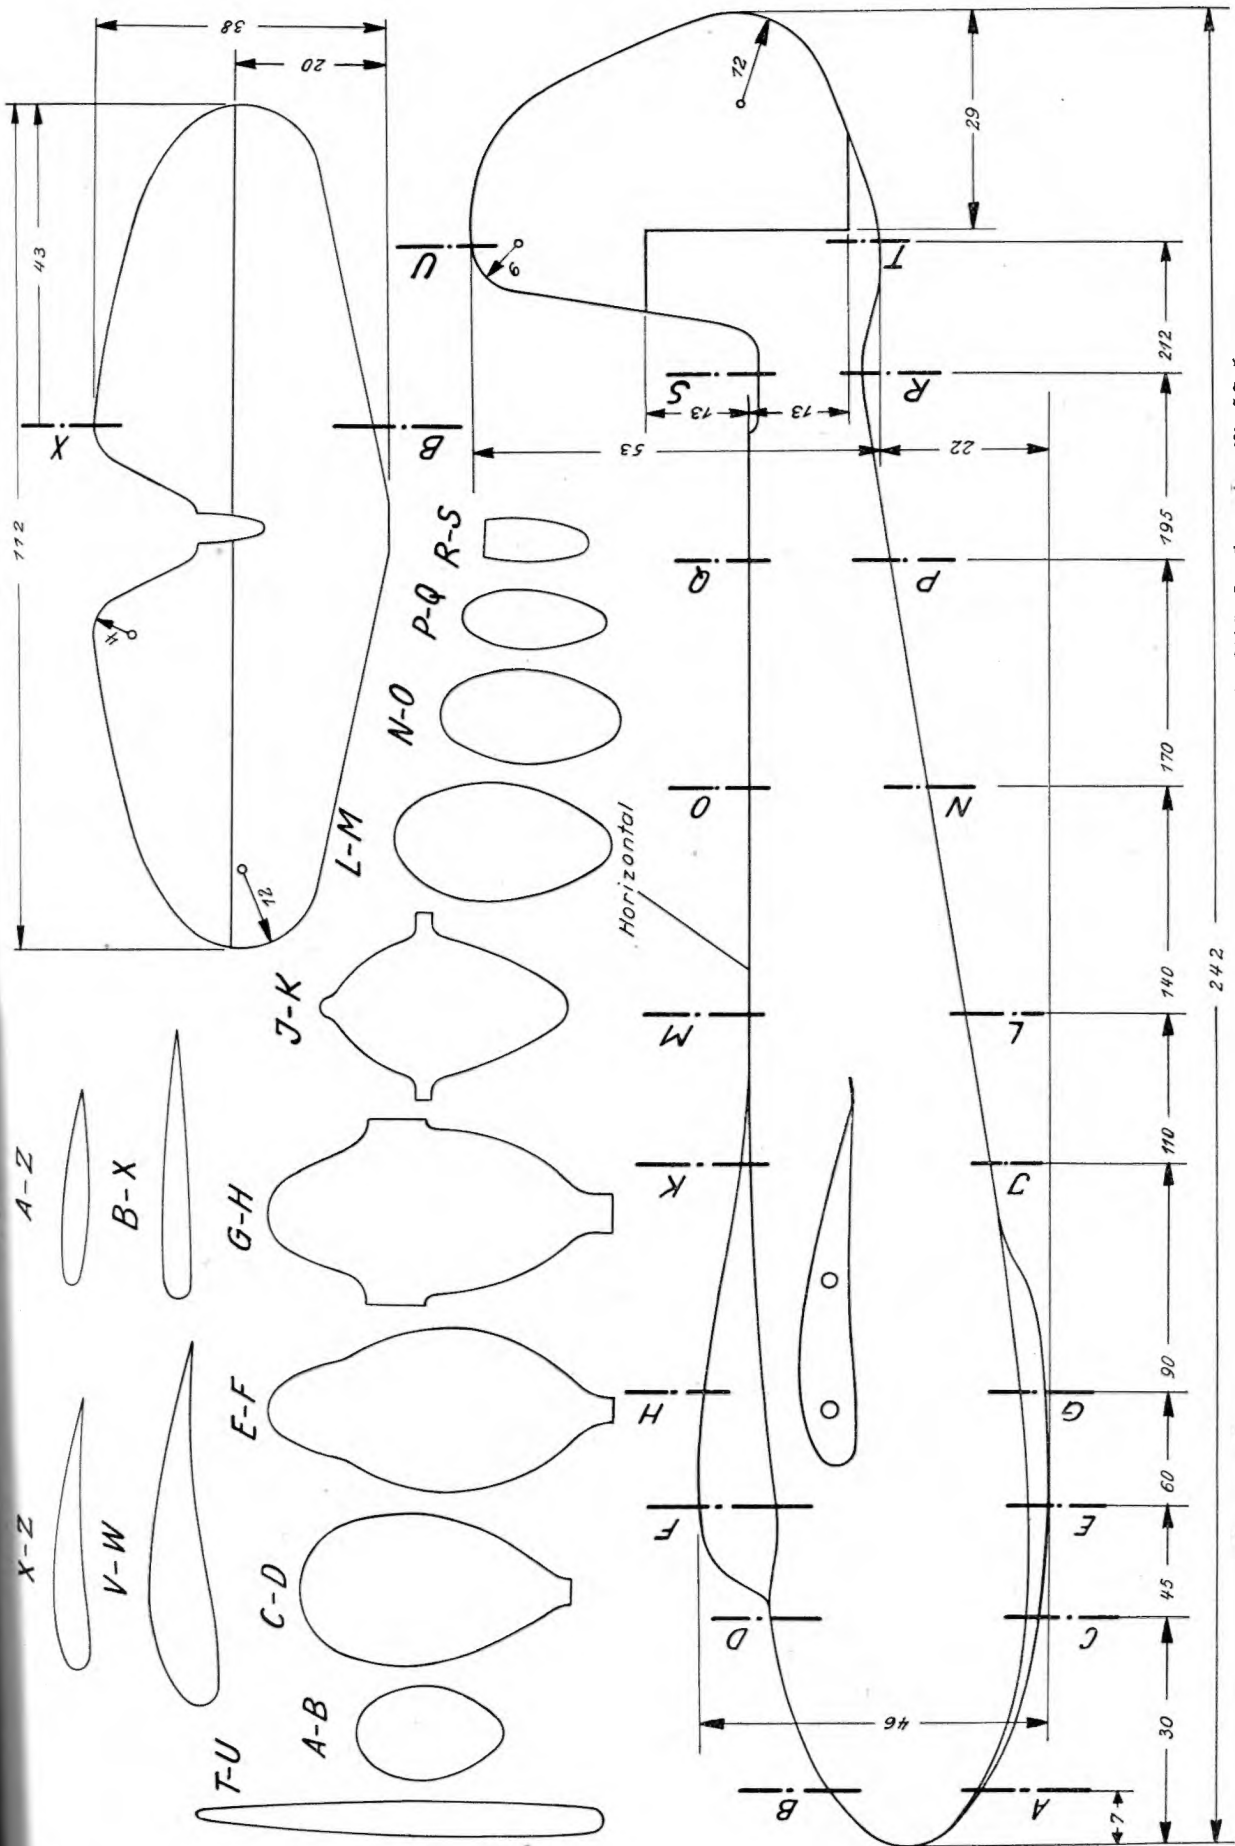 38
20
112
43
X
B
4
12
12
U
9
29
T
S
R
13
13
53
22
212
195
170
140
110
90
60
45
30
7
242
46
Horizontal
Q
P
O
N
M
L
K
J
H
G
F
E
D
C
B
A
R-S
P-Q
N-O
L-M
J-K
G-H
E-F
C-D
A-B
T-U
A-Z
B-X
X-Z
V-W